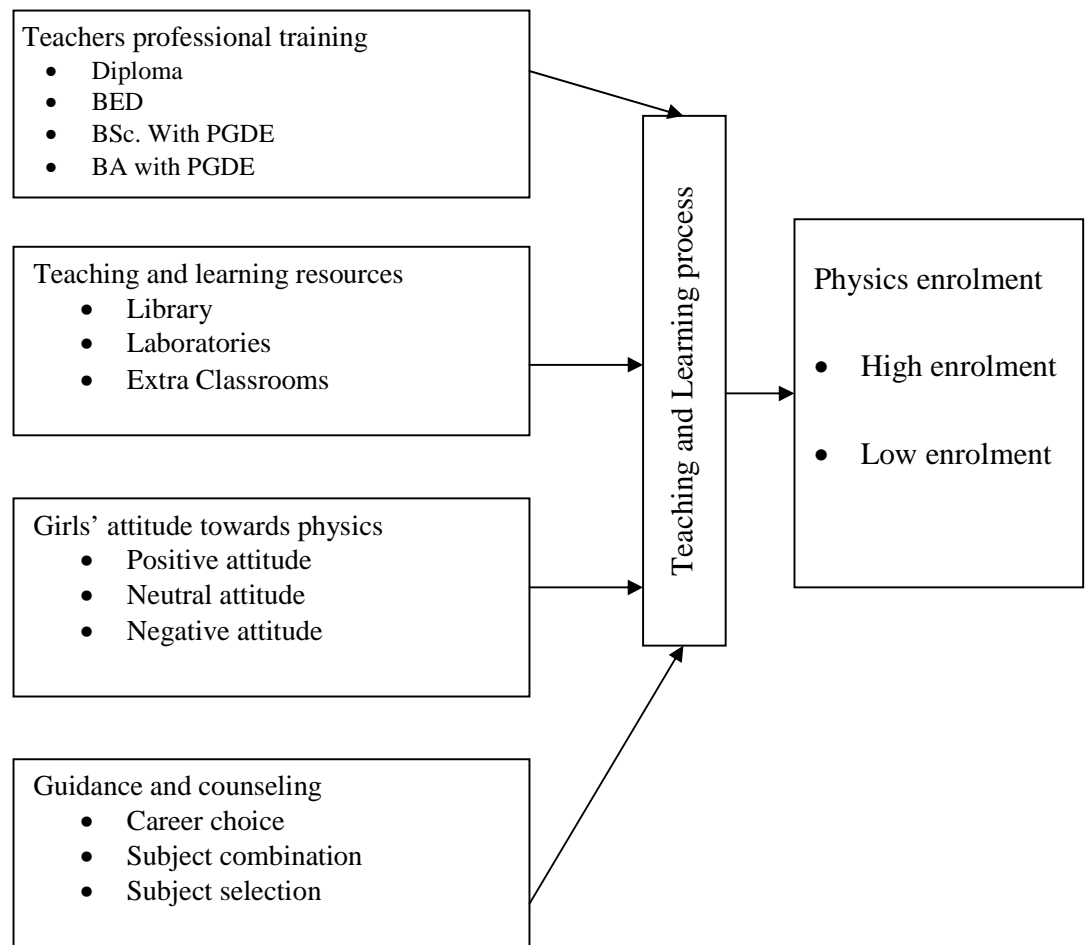 Teachers professional training
• Diploma
• BED
• BSc. With PGDE
• BA with PGDE
Teaching and learning resources
• Library
• Laboratories
• Extra Classrooms
Girls’ attitude towards physics
• Positive attitude
• Neutral attitude
• Negative attitude
Guidance and counseling
• Career choice
• Subject combination
• Subject selection
Teaching and Learning process
Physics enrolment
• High enrolment
• Low enrolment